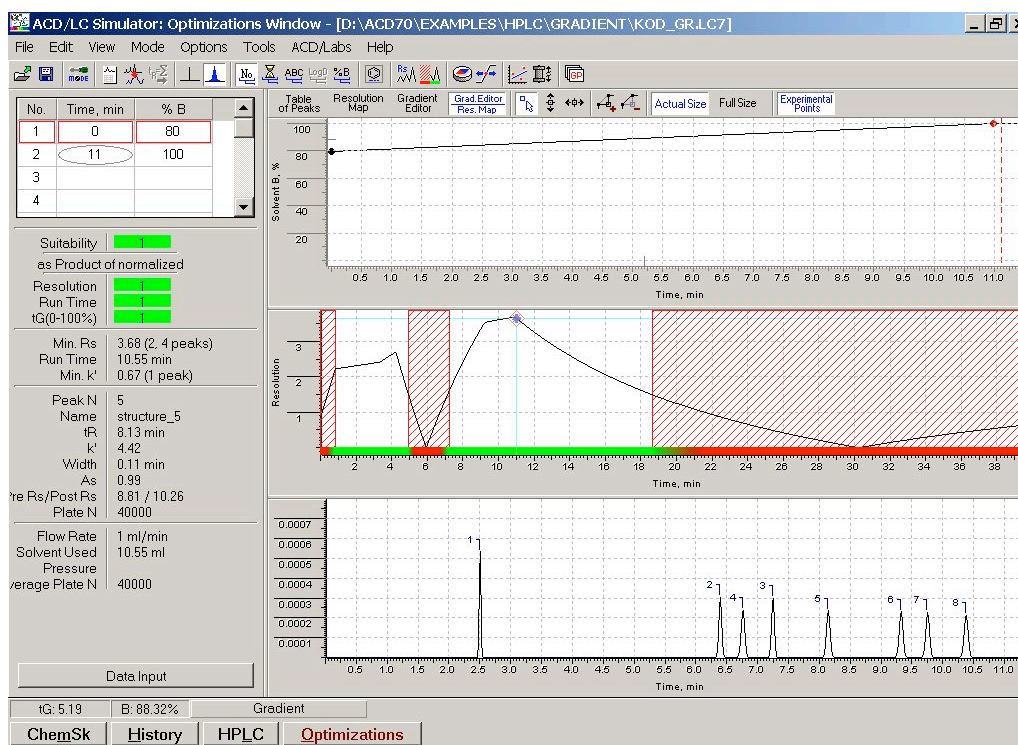 ACD/LC Simulator: Optimizations Window - [D:\ACD70\EXAMPLES\HPLC\GRADIENT\KOD_GR.LC7]
File Edit View Mode Options Tools ACD/Labs Help
MODE No ABC LogD %B Rs GP
Table of Peaks Resolution Map Gradient Editor Grad.Editor Res. Map Actual Size Full Size Experimental Points
No. Time, min % B
1 0 80
2 11 100
3
4
Suitability 1
as Product of normalized
Resolution 1
Run Time 1
tG(0-100%) 1
Min. Rs 3.68 (2, 4 peaks)
Run Time 10.55 min
Min. k' 0.67 (1 peak)
Peak N 5
Name structure_5
tR 8.13 min
k' 4.42
Width 0.11 min
As 0.99
're Rs/Post Rs 8.81 / 10.26
Plate N 40000
Flow Rate 1 ml/min
Solvent Used 10.55 ml
Pressure
verage Plate N 40000
Data Input
Solvent B, %
100
80
60
40
20
0.5 1.0 1.5 2.0 2.5 3.0 3.5 4.0 4.5 5.0 5.5 6.0 6.5 7.0 7.5 8.0 8.5 9.0 9.5 10.0 10.5 11.0
Time, min
Resolution
3
2
1
2 4 6 8 10 12 14 16 18 20 22 24 26 28 30 32 34 36 38
Time, min
0.0007
0.0006
0.0005
0.0004
0.0003
0.0002
0.0001
1 2 4 3 5 6 7 8
0.5 1.0 1.5 2.0 2.5 3.0 3.5 4.0 4.5 5.0 5.5 6.0 6.5 7.0 7.5 8.0 8.5 9.0 9.5 10.0 10.5 11.0
Time, min
tG: 5.19 B: 88.32% Gradient
ChemSk History HPLC Optimizations